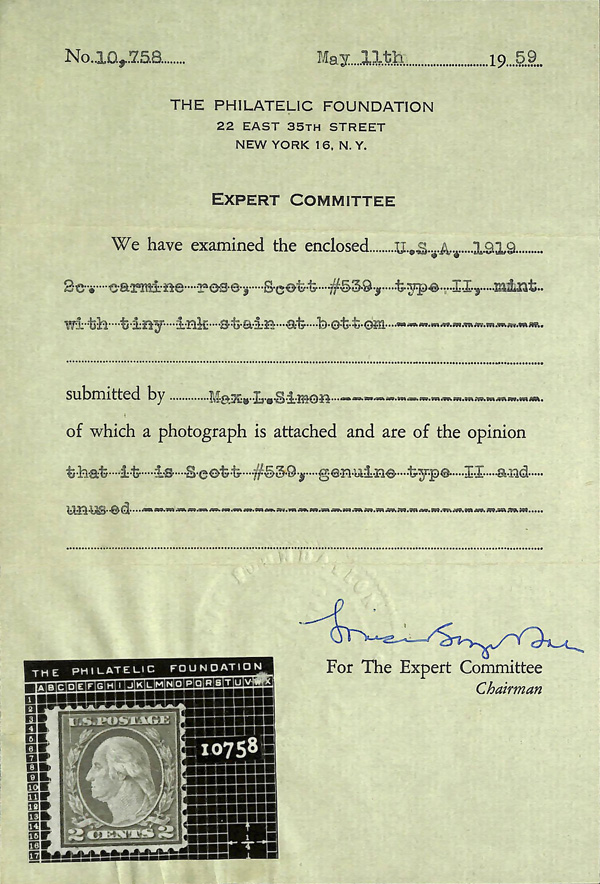 No. 10,758 May 11th 1959
THE PHILATELIC FOUNDATION
22 EAST 35TH STREET
NEW YORK 16, N. Y.
EXPERT COMMITTEE
We have examined the enclosed U.S.A. 1919
2c. carmine rose, Scott #539, type II, mint
with tiny ink stain at bottom
submitted by Max L. Simon
of which a photograph is attached and are of the opinion
that it is Scott #539, genuine type II and
unused
For The Expert Committee
Chairman
THE PHILATELIC FOUNDATION
A B C D E F G H I J K L M N O P Q R S T U V W X
1
2
3
4
5
6
7
8
9
10
11
12
13
14
15
16
17
U.S. POSTAGE
10758
2 CENTS 2
1